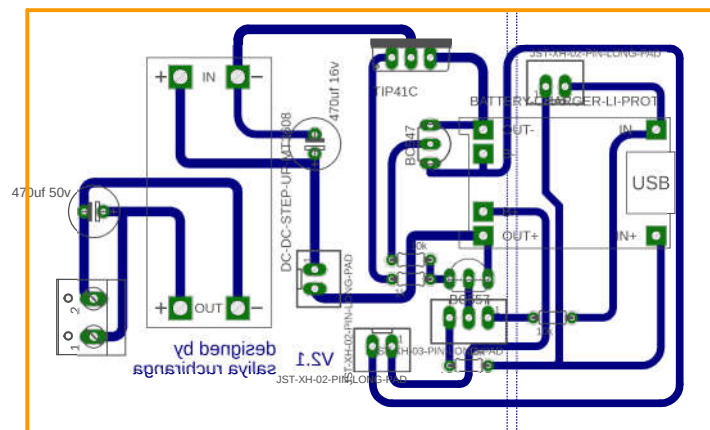 JST-XH-02-PIN-LONG-PAD
+ IN −
470uf 16v
TIP41C
BATTERY-CHARGER-LI-PROT
OUT-
IN-
BC547
DC-DC-STEP-UP-MT3608
USB
470uf 50v
OUT+
IN+
+ OUT −
2
1
BC557
JST-XH-02-PIN-LONG-PAD
1
JST-XH-03-PIN-LONG-PAD
designed by
saliya ruchiranga
V2.1
JST-XH-02-PIN-LONG-PAD